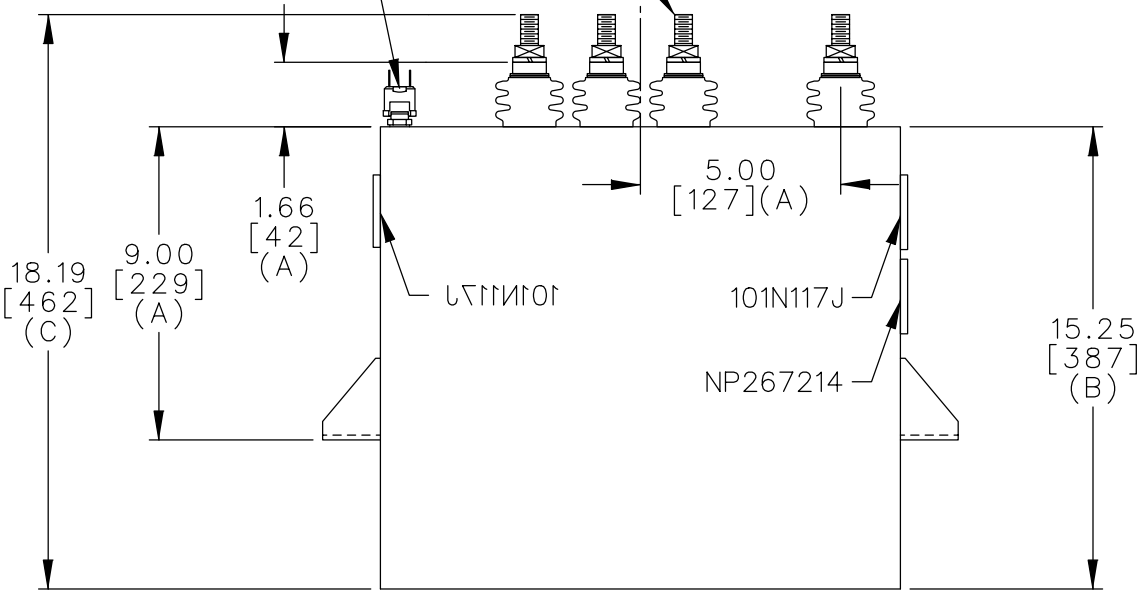 5.00
[127](A)
1.66
[42]
(A)
9.00
[229]
(A)
18.19
[462]
(C)
101N117J
101N117J
15.25
[387]
(B)
NP267214